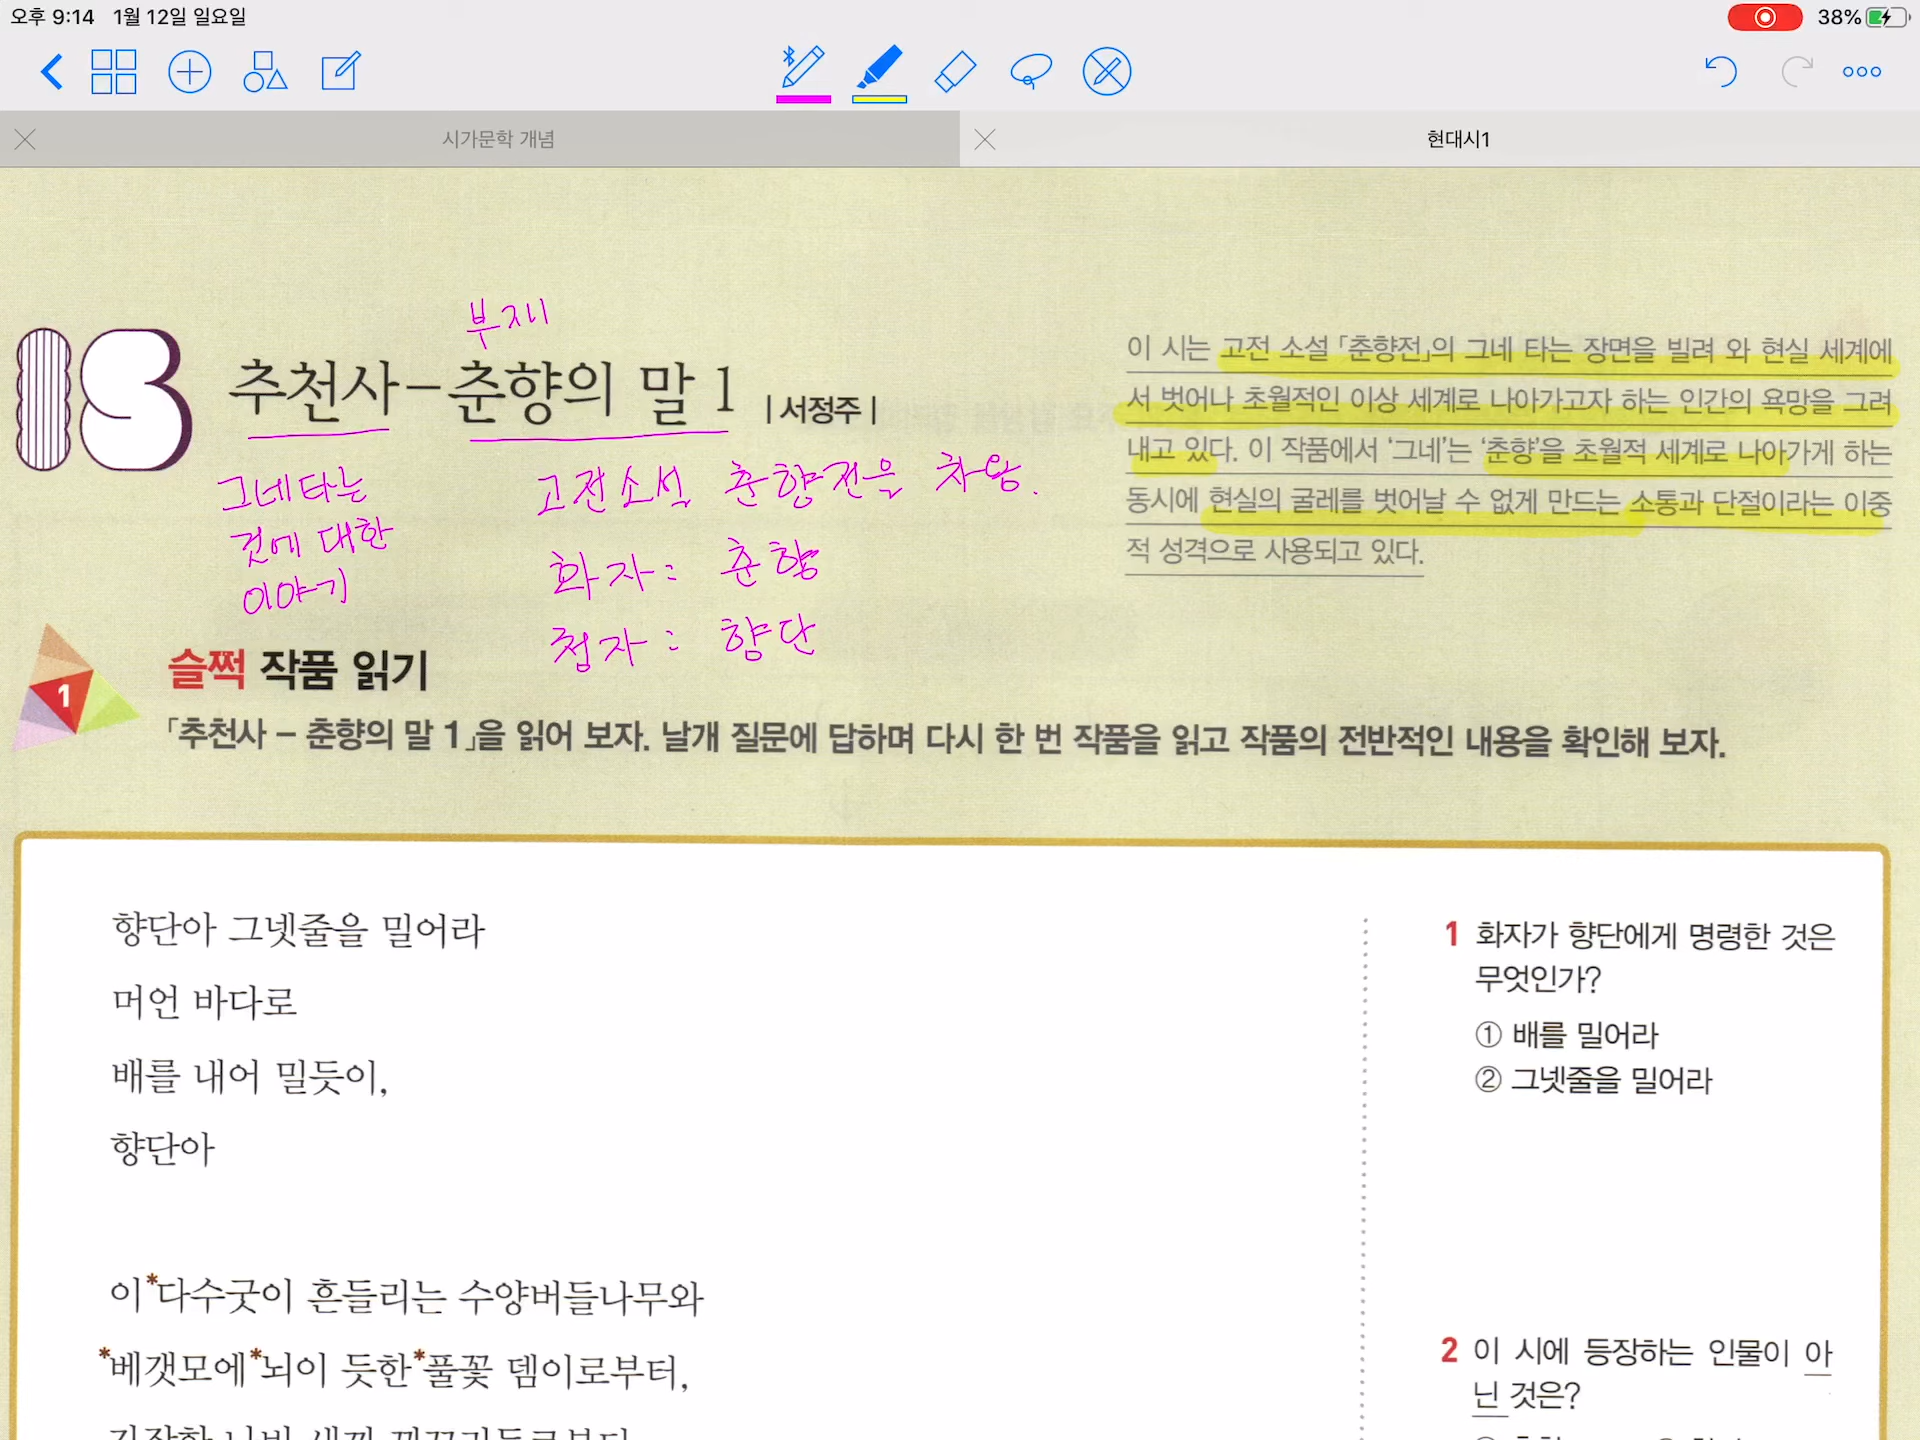 오후 9:14 1월 12일 일요일
38%
시가문학 개념
현대시1
부제
추천사-춘향의 말 1 |서정주|
그네타는
것에 대한
이야기
고전소설 춘향전을 차용.
화자: 춘향
청자: 향단
이 시는 고전 소설 「춘향전」의 그네 타는 장면을 빌려 와 현실 세계에
서 벗어나 초월적인 이상 세계로 나아가고자 하는 인간의 욕망을 그려
내고 있다. 이 작품에서 '그네'는 '춘향'을 초월적 세계로 나아가게 하는
동시에 현실의 굴레를 벗어날 수 없게 만드는 소통과 단절이라는 이중
적 성격으로 사용되고 있다.
1 슬쩍 작품 읽기
「추천사 – 춘향의 말 1」을 읽어 보자. 날개 질문에 답하며 다시 한 번 작품을 읽고 작품의 전반적인 내용을 확인해 보자.
향단아 그넷줄을 밀어라
머언 바다로
배를 내어 밀듯이,
향단아
이 *다수굿이 흔들리는 수양버들나무와
*베갯모에 *뇌이 듯한 *풀꽃 뎀이로부터,
1 화자가 향단에게 명령한 것은
무엇인가?
① 배를 밀어라
② 그넷줄을 밀어라
2 이 시에 등장하는 인물이 아
닌 것은?